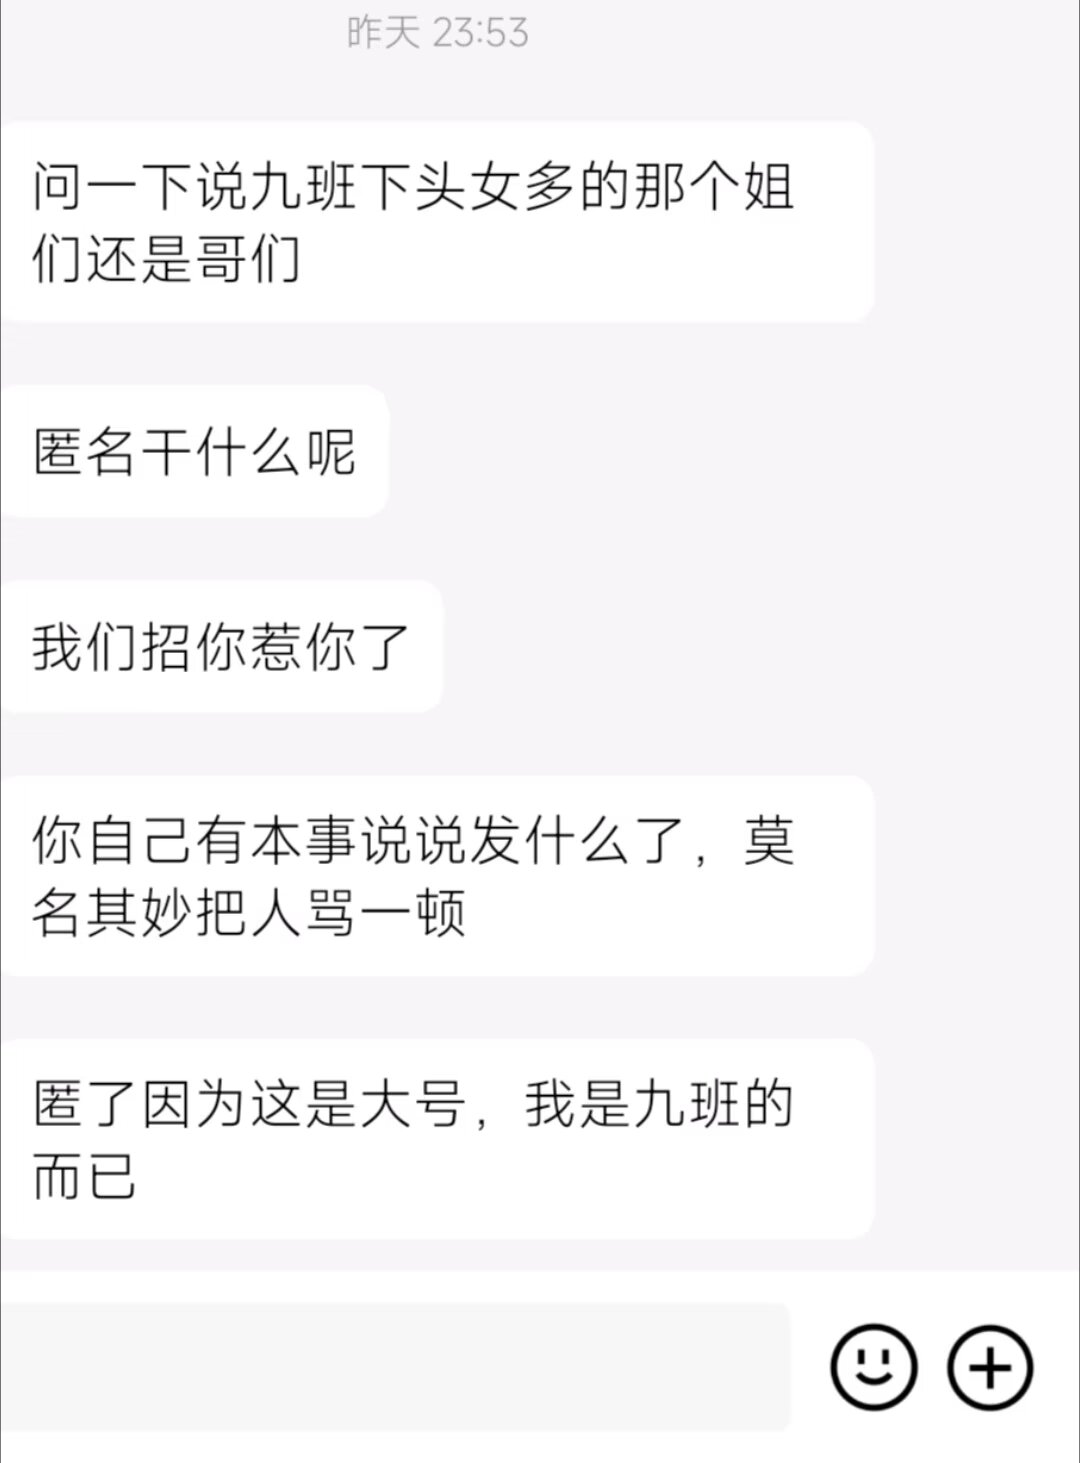 昨天 23:53
问一下说九班下头女多的那个姐
们还是哥们
匿名干什么呢
我们招你惹你了
你自己有本事说说发什么了，莫
名其妙把人骂一顿
匿了因为这是大号，我是九班的
而已